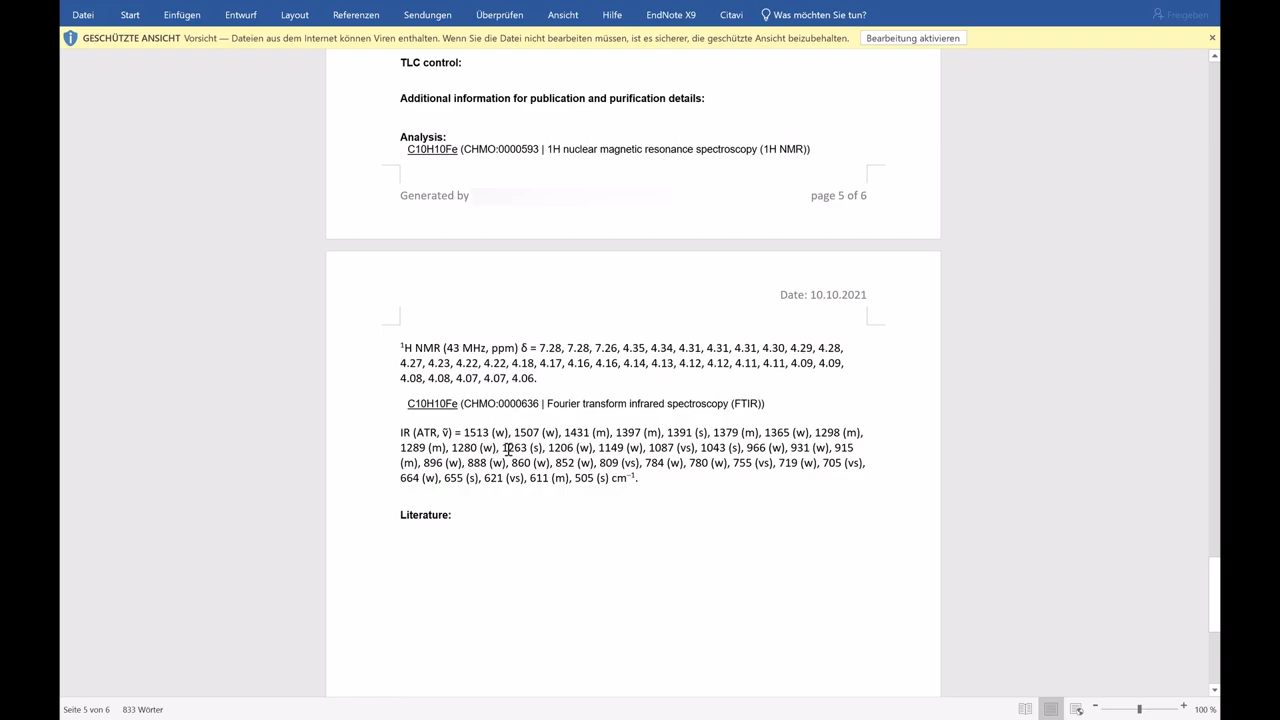 Datei Start Einfügen Entwurf Layout Referenzen Sendungen Überprüfen Ansicht Hilfe EndNote X9 Citavi Was möchten Sie tun? Freigeben
GESCHÜTZTE ANSICHT Vorsicht — Dateien aus dem Internet können Viren enthalten. Wenn Sie die Datei nicht bearbeiten müssen, ist es sicherer, die geschützte Ansicht beizubehalten. Bearbeitung aktivieren
TLC control:
Additional information for publication and purification details:
Analysis:
C10H10Fe (CHMO:0000593 | 1H nuclear magnetic resonance spectroscopy (1H NMR))
Generated by page 5 of 6
Date: 10.10.2021
¹H NMR (43 MHz, ppm) δ = 7.28, 7.28, 7.26, 4.35, 4.34, 4.31, 4.31, 4.31, 4.30, 4.29, 4.28,
4.27, 4.23, 4.22, 4.22, 4.18, 4.17, 4.16, 4.16, 4.14, 4.13, 4.12, 4.12, 4.11, 4.11, 4.09, 4.09,
4.08, 4.08, 4.07, 4.07, 4.06.
C10H10Fe (CHMO:0000636 | Fourier transform infrared spectroscopy (FTIR))
IR (ATR, ṽ) = 1513 (w), 1507 (w), 1431 (m), 1397 (m), 1391 (s), 1379 (m), 1365 (w), 1298 (m),
1289 (m), 1280 (w), 1263 (s), 1206 (w), 1149 (w), 1087 (vs), 1043 (s), 966 (w), 931 (w), 915
(m), 896 (w), 888 (w), 860 (w), 852 (w), 809 (vs), 784 (w), 780 (w), 755 (vs), 719 (w), 705 (vs),
664 (w), 655 (s), 621 (vs), 611 (m), 505 (s) cm⁻¹.
Literature:
Seite 5 von 6 833 Wörter 100 %